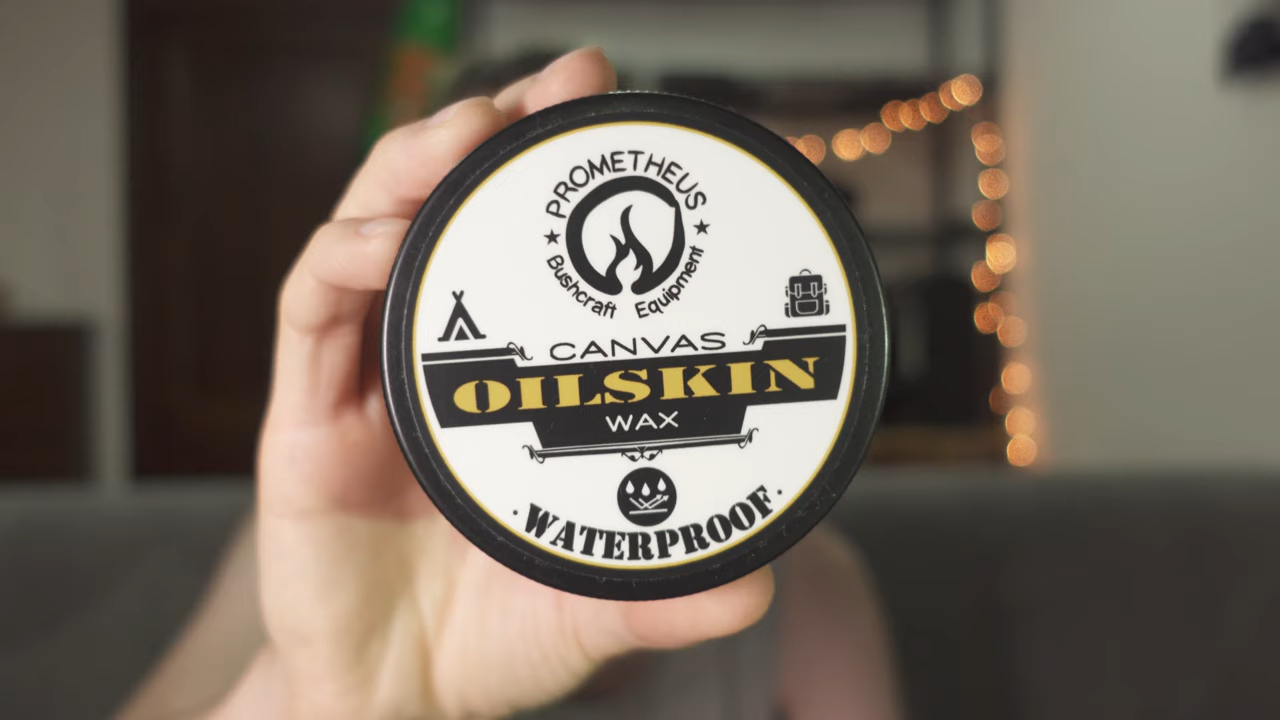 PROMETHEUS
Bushcraft Equipment
CANVAS
OILSKIN
WAX
WATERPROOF